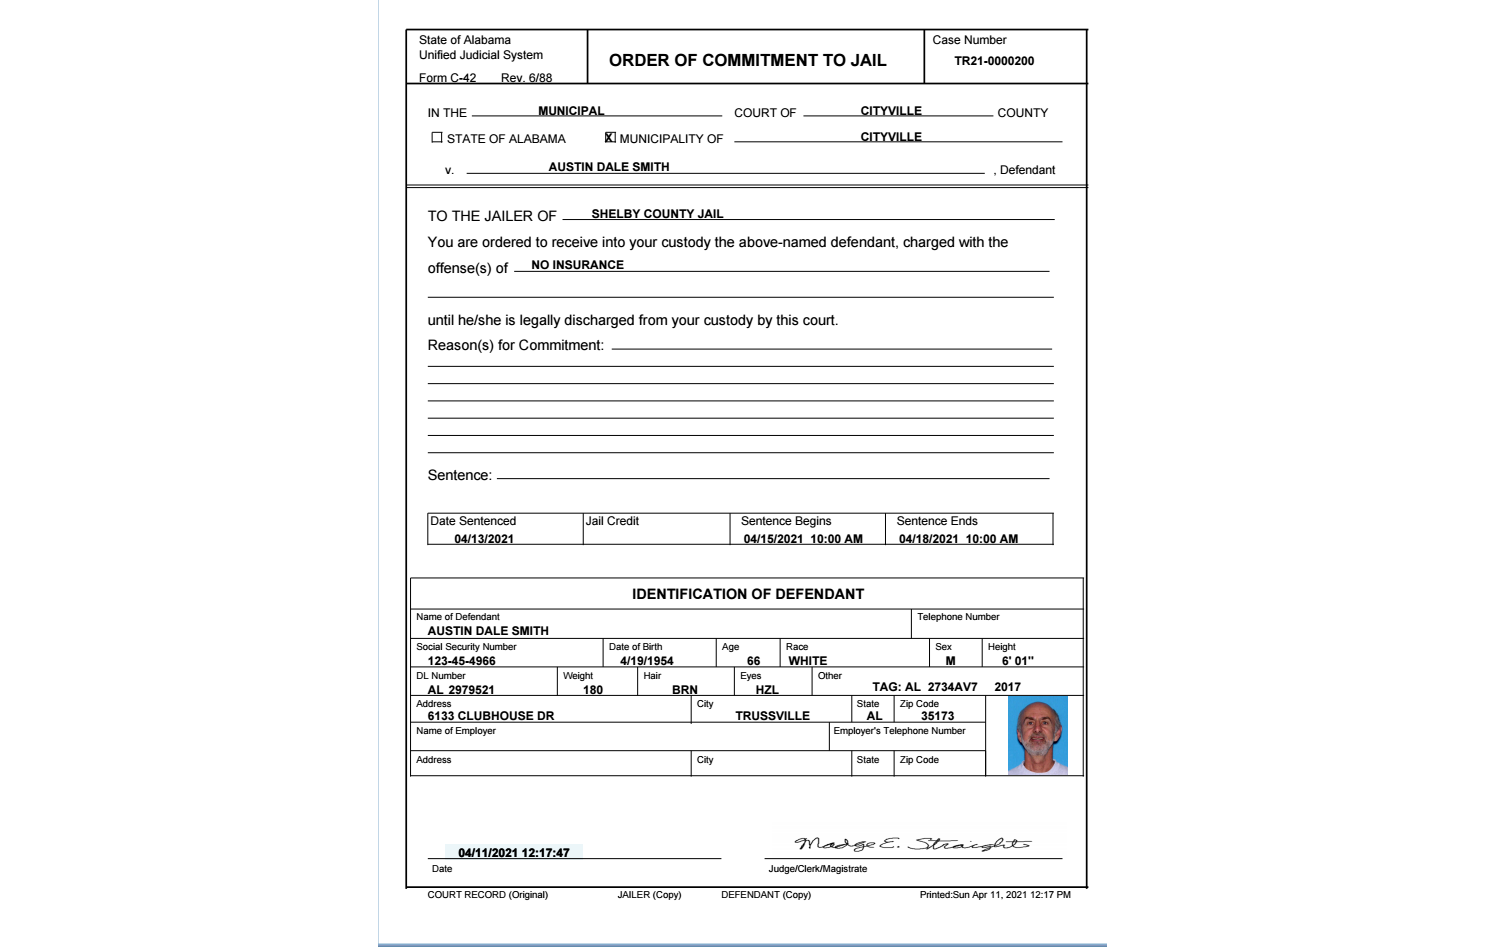 State of Alabama
Unified Judicial System
Form C-42 Rev. 6/88
ORDER OF COMMITMENT TO JAIL
Case Number
TR21-0000200
IN THE MUNICIPAL COURT OF CITYVILLE COUNTY
☐ STATE OF ALABAMA ☒ MUNICIPALITY OF CITYVILLE
v. AUSTIN DALE SMITH , Defendant
TO THE JAILER OF SHELBY COUNTY JAIL
You are ordered to receive into your custody the above-named defendant, charged with the
offense(s) of NO INSURANCE
until he/she is legally discharged from your custody by this court.
Reason(s) for Commitment:
Sentence:
Date Sentenced Jail Credit Sentence Begins Sentence Ends
04/13/2021 04/15/2021 10:00 AM 04/18/2021 10:00 AM
IDENTIFICATION OF DEFENDANT
Name of Defendant Telephone Number
AUSTIN DALE SMITH
Social Security Number Date of Birth Age Race Sex Height
123-45-4966 4/19/1954 66 WHITE M 6' 01"
DL Number Weight Hair Eyes Other
AL 2979521 180 BRN HZL TAG: AL 2734AV7 2017
Address City State Zip Code
6133 CLUBHOUSE DR TRUSSVILLE AL 35173
Name of Employer Employer's Telephone Number
Address City State Zip Code
04/11/2021 12:17:47 Madge E. Straight
Date Judge/Clerk/Magistrate
COURT RECORD (Original) JAILER (Copy) DEFENDANT (Copy) Printed:Sun Apr 11, 2021 12:17 PM